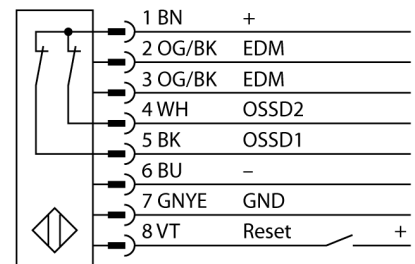 1 BN +
2 OG/BK EDM
3 OG/BK EDM
4 WH OSSD2
5 BK OSSD1
6 BU –
7 GNYE GND
8 VT Reset +